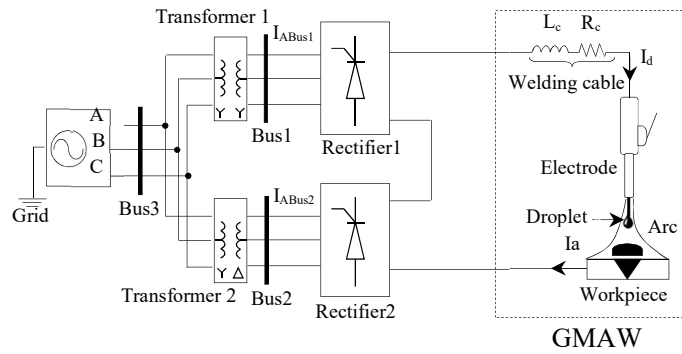 Transformer 1
I_ABus1
Bus1
Rectifier1
L_c R_c
I_d
Welding cable
A
B
C
Grid
Bus3
Electrode
Droplet
Arc
Ia
Workpiece
GMAW
I_ABus2
Y Y
Y Δ
Transformer 2
Bus2
Rectifier2